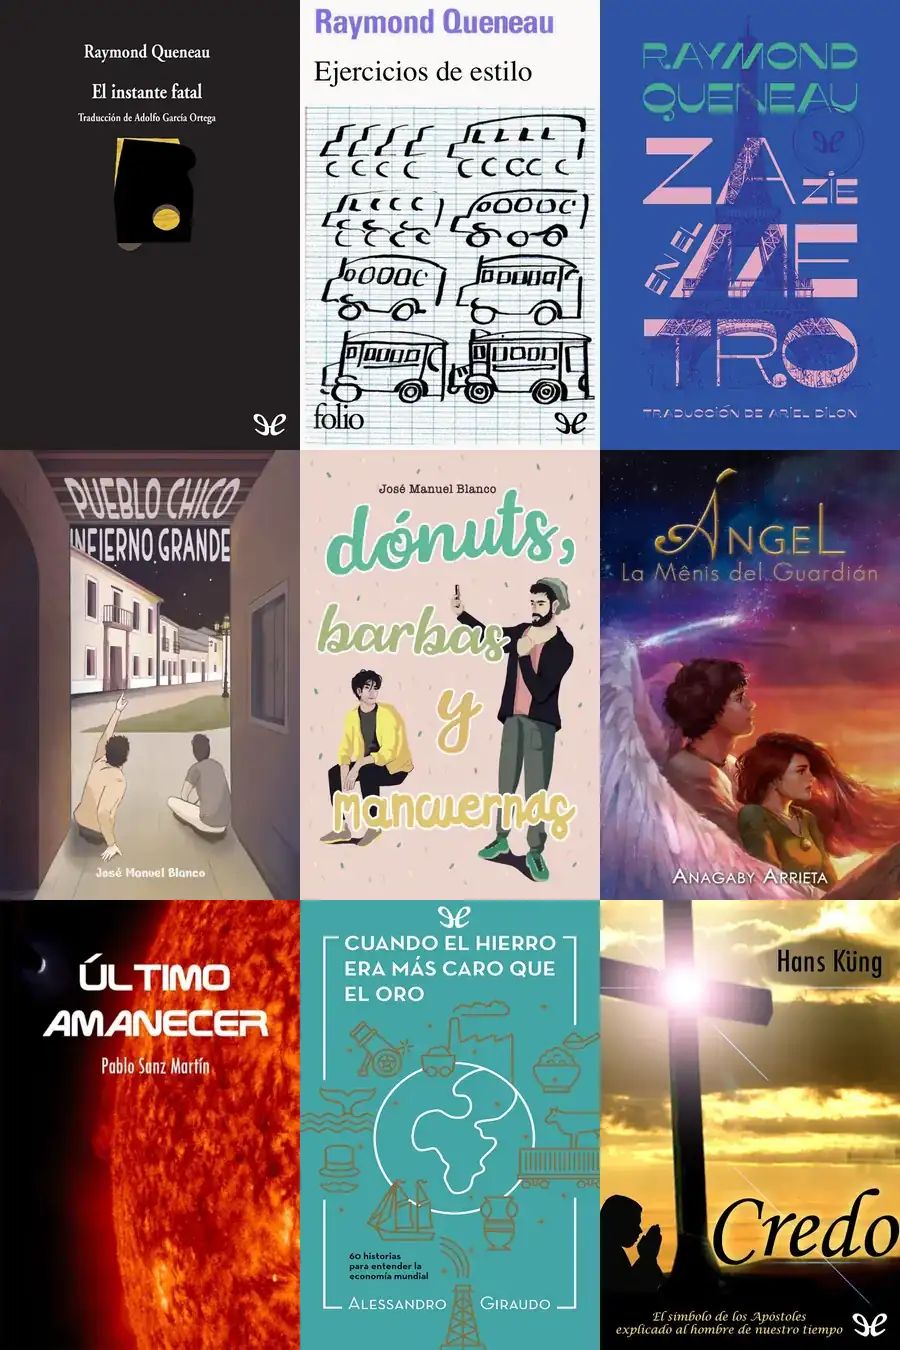 Raymond Queneau
El instante fatal
Traducción de Adolfo García Ortega
Raymond Queneau
Ejercicios de estilo
folio
RAYMOND
QUENEAU
ZAZIE
EN EL
METRO
TRADUCCIÓN DE ARIEL DILON
PUEBLO CHICO
INFIERNO GRANDE
José Manuel Blanco
José Manuel Blanco
dónuts,
barbas
y
mancuernas
ÁNGEL
La Mênis del Guardián
ANAGABY ARRIETA
ÚLTIMO
AMANECER
Pablo Sanz Martín
CUANDO EL HIERRO
ERA MÁS CARO QUE
EL ORO
60 historias
para entender la
economía mundial
ALESSANDRO GIRAUDO
Hans Küng
Credo
El símbolo de los Apóstoles
explicado al hombre de nuestro tiempo